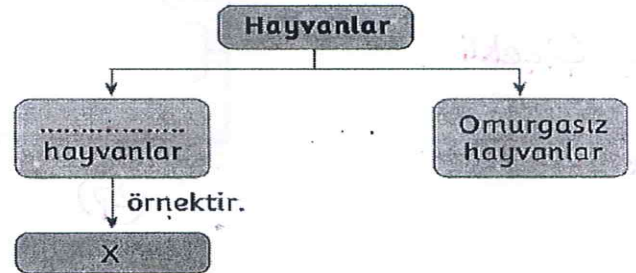 Hayvanlar
..................
hayvanlar
Omurgasız
hayvanlar
örnektir.
X